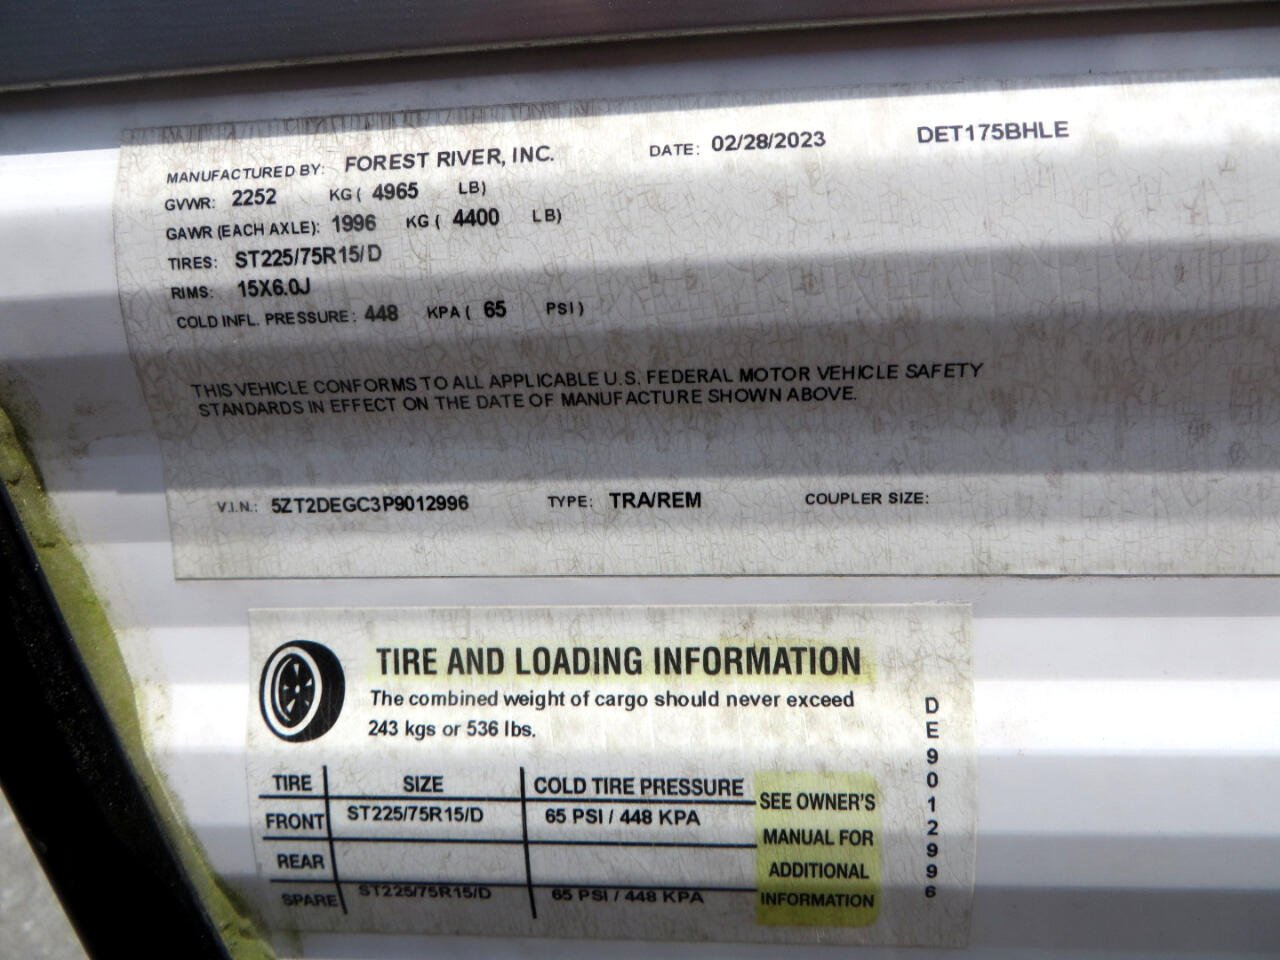 MANUFACTURED BY: FOREST RIVER, INC. DATE: 02/28/2023 DET175BHLE
GVWR: 2252 KG ( 4965 LB)
GAWR (EACH AXLE): 1996 KG ( 4400 LB)
TIRES: ST225/75R15/D
RIMS: 15X6.0J
COLD INFL. PRESSURE: 448 KPA ( 65 PSI)
THIS VEHICLE CONFORMS TO ALL APPLICABLE U.S. FEDERAL MOTOR VEHICLE SAFETY
STANDARDS IN EFFECT ON THE DATE OF MANUFACTURE SHOWN ABOVE.
V.I.N.: 5ZT2DEGC3P9012996 TYPE: TRA/REM COUPLER SIZE:
TIRE AND LOADING INFORMATION
The combined weight of cargo should never exceed
243 kgs or 536 lbs.
TIRE SIZE COLD TIRE PRESSURE
FRONT ST225/75R15/D 65 PSI / 448 KPA
REAR
SPARE ST225/75R15/D 65 PSI / 448 KPA
SEE OWNER'S
MANUAL FOR
ADDITIONAL
INFORMATION
DE9012996